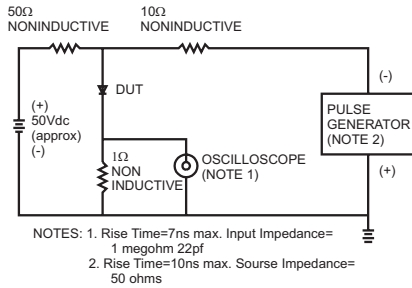 50Ω
NONINDUCTIVE
10Ω
NONINDUCTIVE
(+)
50Vdc
(approx)
(-)
DUT
1Ω
NON
INDUCTIVE
OSCILLOSCOPE
(NOTE 1)
(-)
PULSE
GENERATOR
(NOTE 2)
(+)
NOTES: 1. Rise Time=7ns max. Input Impedance=
1 megohm 22pf
2. Rise Time=10ns max. Sourse Impedance=
50 ohms